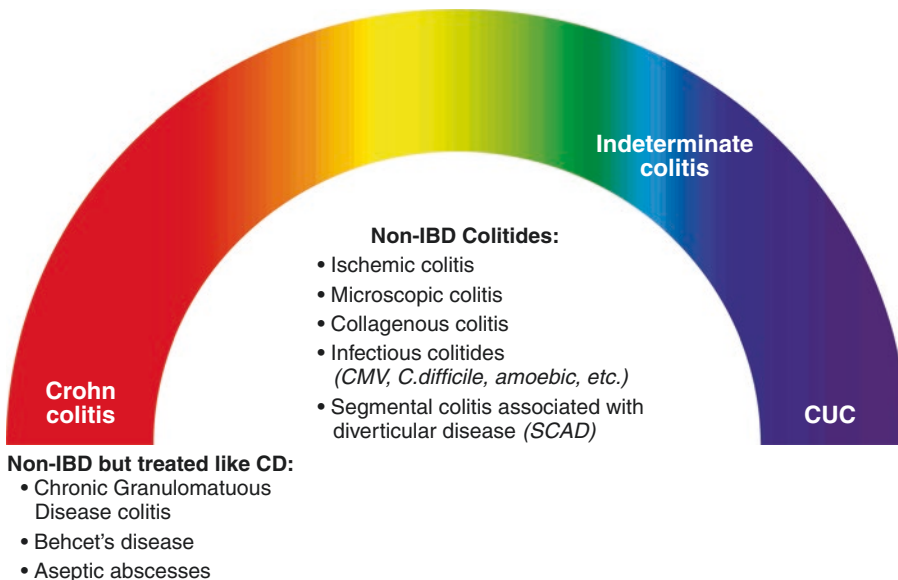 Indeterminate
colitis
Non-IBD Colitides:
• Ischemic colitis
• Microscopic colitis
• Collagenous colitis
• Infectious colitides
(CMV, C.difficile, amoebic, etc.)
• Segmental colitis associated with
diverticular disease (SCAD)
Crohn
colitis
CUC
Non-IBD but treated like CD:
• Chronic Granulomatuous
Disease colitis
• Behcet's disease
• Aseptic abscesses